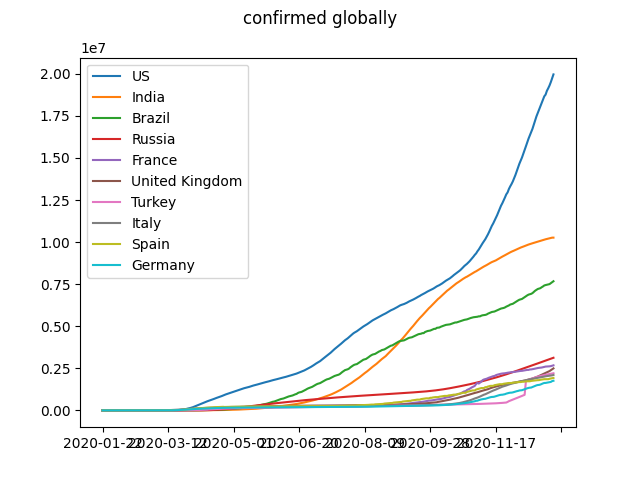 confirmed globally
1e7
2.00
1.75
1.50
1.25
1.00
0.75
0.50
0.25
0.00
US
India
Brazil
Russia
France
United Kingdom
Turkey
Italy
Spain
Germany
2020-01-22 2020-03-12 2020-05-01 2020-06-20 2020-08-09 2020-09-28 2020-11-17